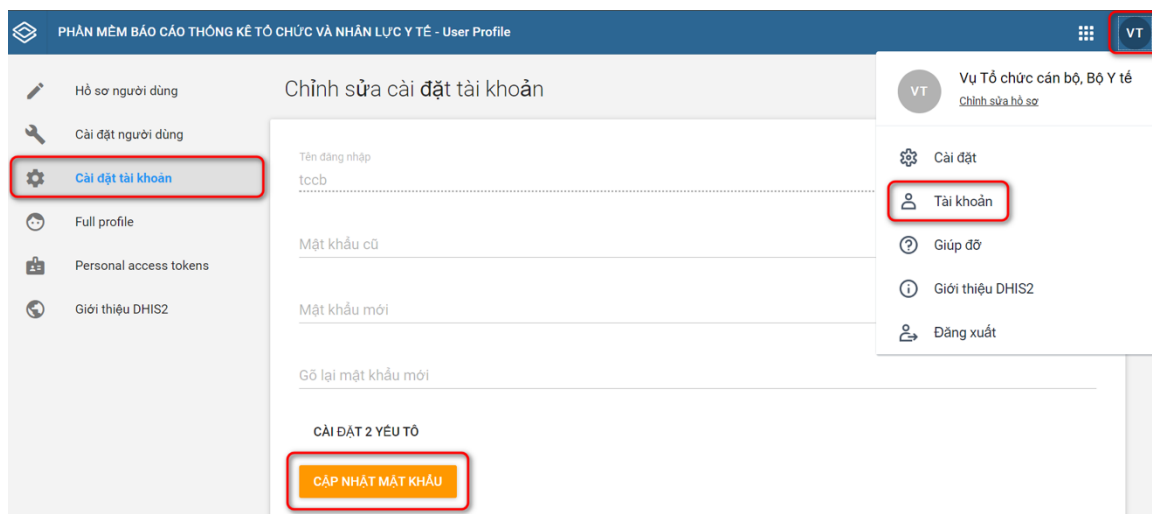 PHẦN MỀM BÁO CÁO THỐNG KÊ TỔ CHỨC VÀ NHÂN LỰC Y TẾ - User Profile
VT
Hồ sơ người dùng
Cài đặt người dùng
Cài đặt tài khoản
Full profile
Personal access tokens
Giới thiệu DHIS2
Chỉnh sửa cài đặt tài khoản
Tên đăng nhập
tccb
Mật khẩu cũ
Mật khẩu mới
Gõ lại mật khẩu mới
CÀI ĐẶT 2 YẾU TÔ
CẬP NHẬT MẬT KHẨU
VT
Vụ Tổ chức cán bộ, Bộ Y tế
Chỉnh sửa hồ sơ
Cài đặt
Tài khoản
Giúp đỡ
Giới thiệu DHIS2
Đăng xuất